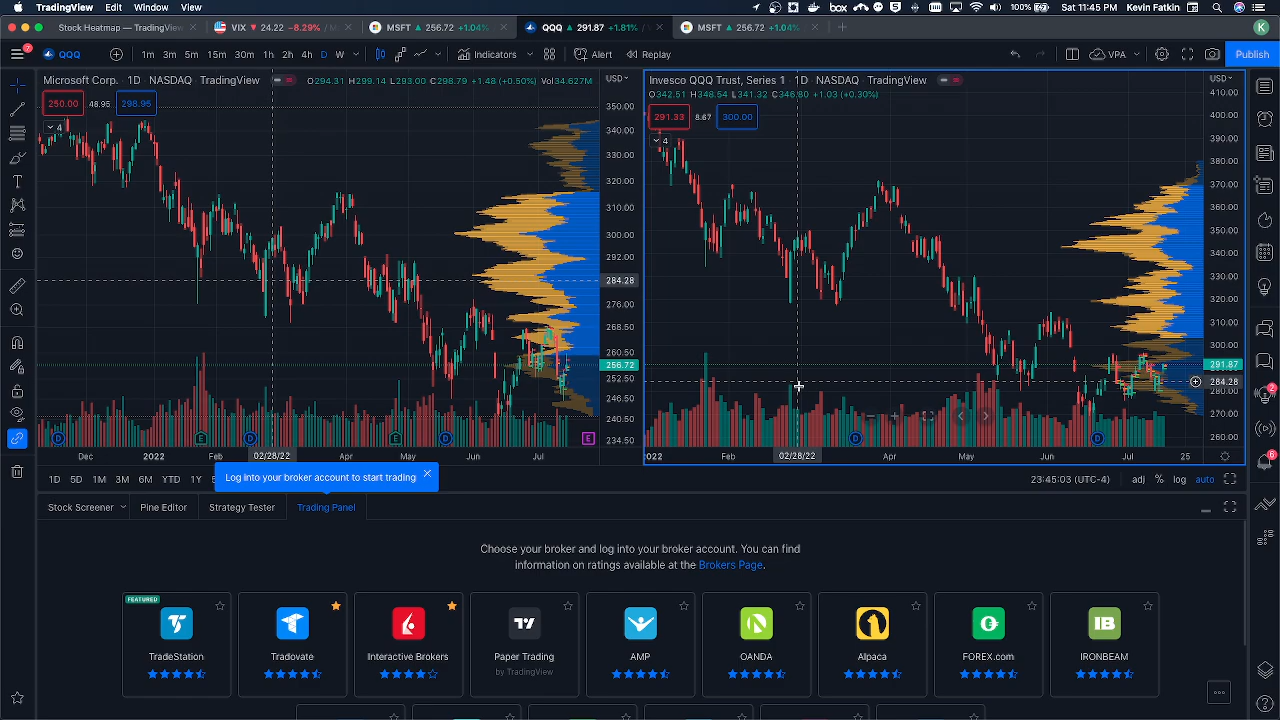 TradingView Edit Window View
box 5 100% Sun 11:45 PM Kevin Fatkin
Stock Heatmap — TradingView
VIX ▼ 24.22 −8.29%
MSFT ▲ 256.72 +1.04%
QQQ ▲ 291.87 +1.81%
MSFT ▲ 256.72 +1.04%
K
7 QQQ 1m 3m 5m 15m 30m 1h 2h 4h D W Indicators Alert Replay VPA Publish
Microsoft Corp. · 1D · NASDAQ · TradingView O294.31 H299.14 L293.00 C298.79 +1.48 (+0.50%) Vol34.627M USD
250.00 48.95 298.95
4
350.00
340.00
330.00
320.00
310.00
300.00
292.00
284.28
276.00
268.50
260.50
256.72
252.50
246.50
240.50
234.50
D E D E D E
Dec 2022 Feb 02/28/22 Apr May Jun Jul
Invesco QQQ Trust, Series 1 · 1D · NASDAQ · TradingView USD
O342.51 H348.54 L341.32 C346.80 +1.03 (+0.30%)
291.33 8.67 300.00
4
410.00
400.00
390.00
380.00
370.00
360.00
350.00
340.00
330.00
320.00
310.00
300.00
291.87
284.28
280.00
270.00
260.00
D D
2022 Feb 02/28/22 Apr May Jun Jul 25
2
6
1D 5D 1M 3M 6M YTD 1Y
Log into your broker account to start trading
23:45:03 (UTC-4) adj % log auto
Stock Screener Pine Editor Strategy Tester Trading Panel
Choose your broker and log into your broker account. You can find
information on ratings available at the Brokers Page.
FEATURED
TradeStation
Tradovate
Interactive Brokers
Paper Trading
by TradingView
AMP
OANDA
Alpaca
FOREX.com
IB
IRONBEAM